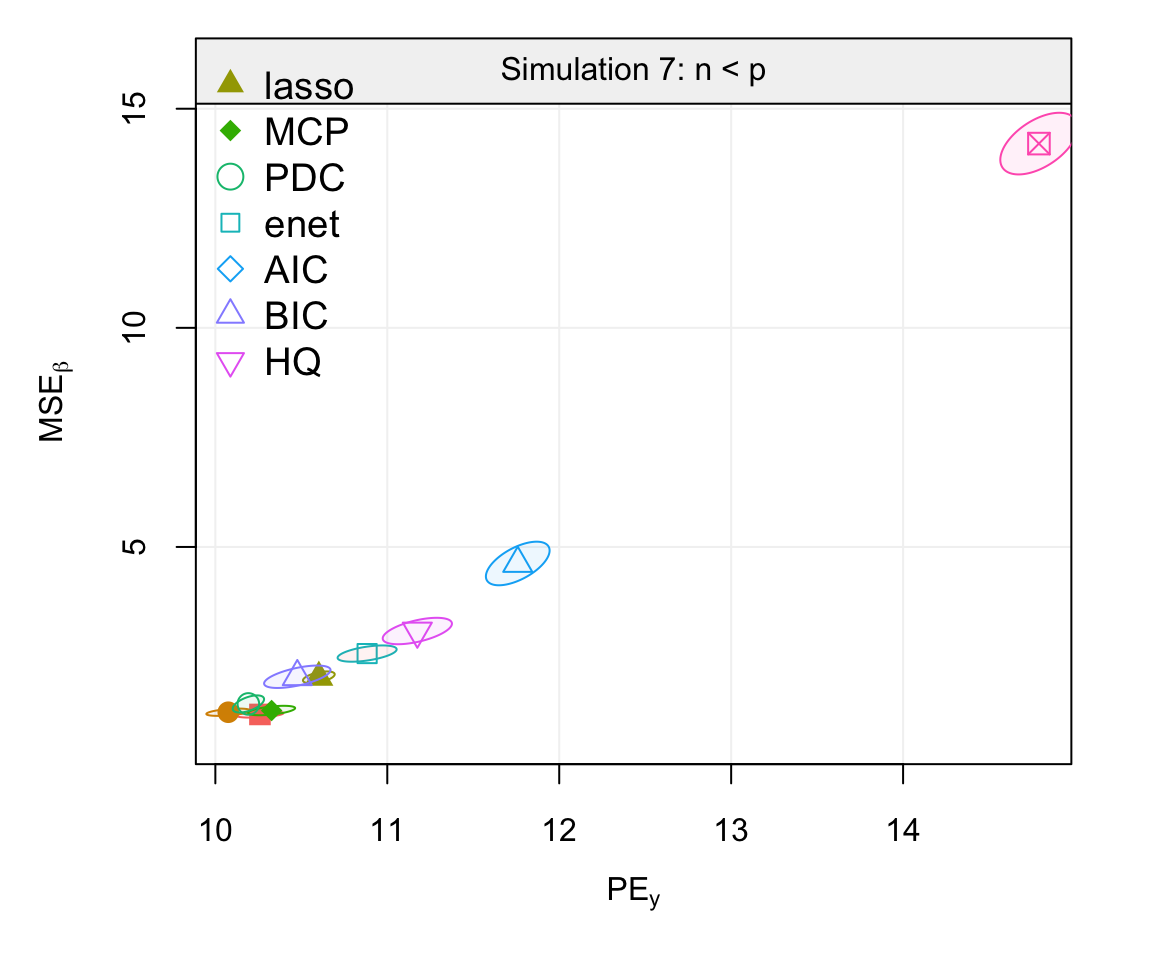 Simulation 7: n < p
lasso
MCP
PDC
enet
AIC
BIC
HQ
15
10
5
MSEβ
10 11 12 13 14
PEy